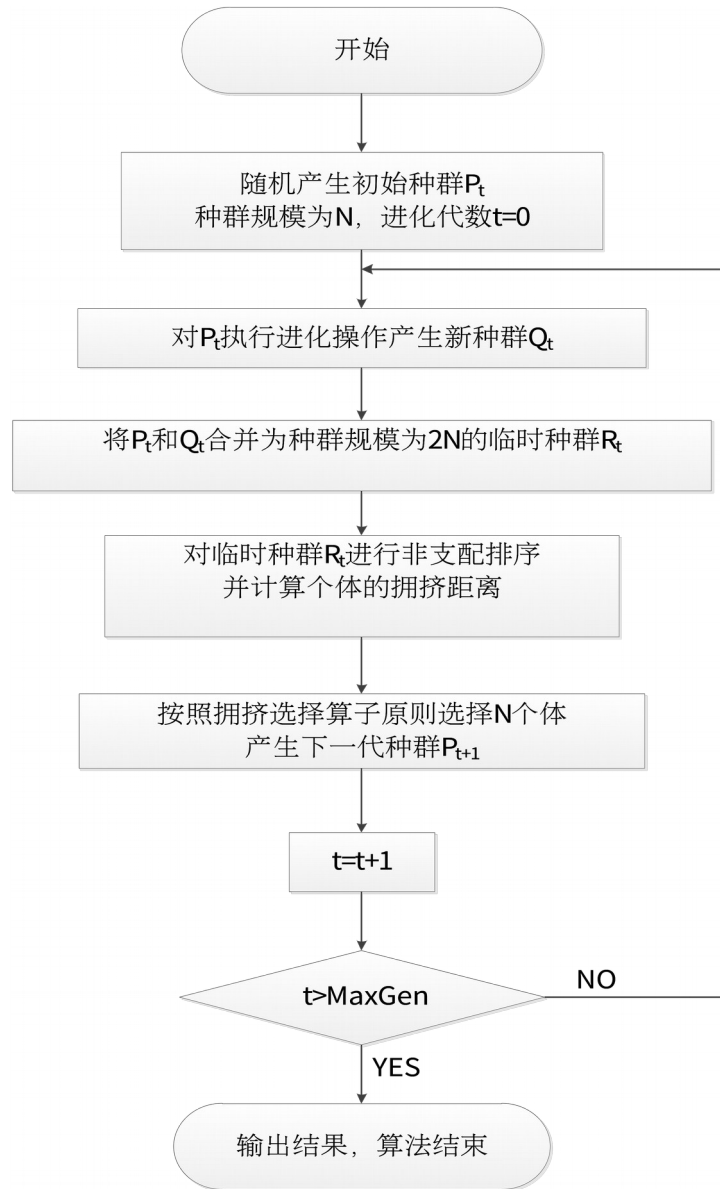 开始
随机产生初始种群Pt
种群规模为N，进化代数t=0
对Pt执行进化操作产生新种群Qt
将Pt和Qt合并为种群规模为2N的临时种群Rt
对临时种群Rt进行非支配排序
并计算个体的拥挤距离
按照拥挤选择算子原则选择N个体
产生下一代种群Pt+1
t=t+1
t>MaxGen
NO
YES
输出结果，算法结束